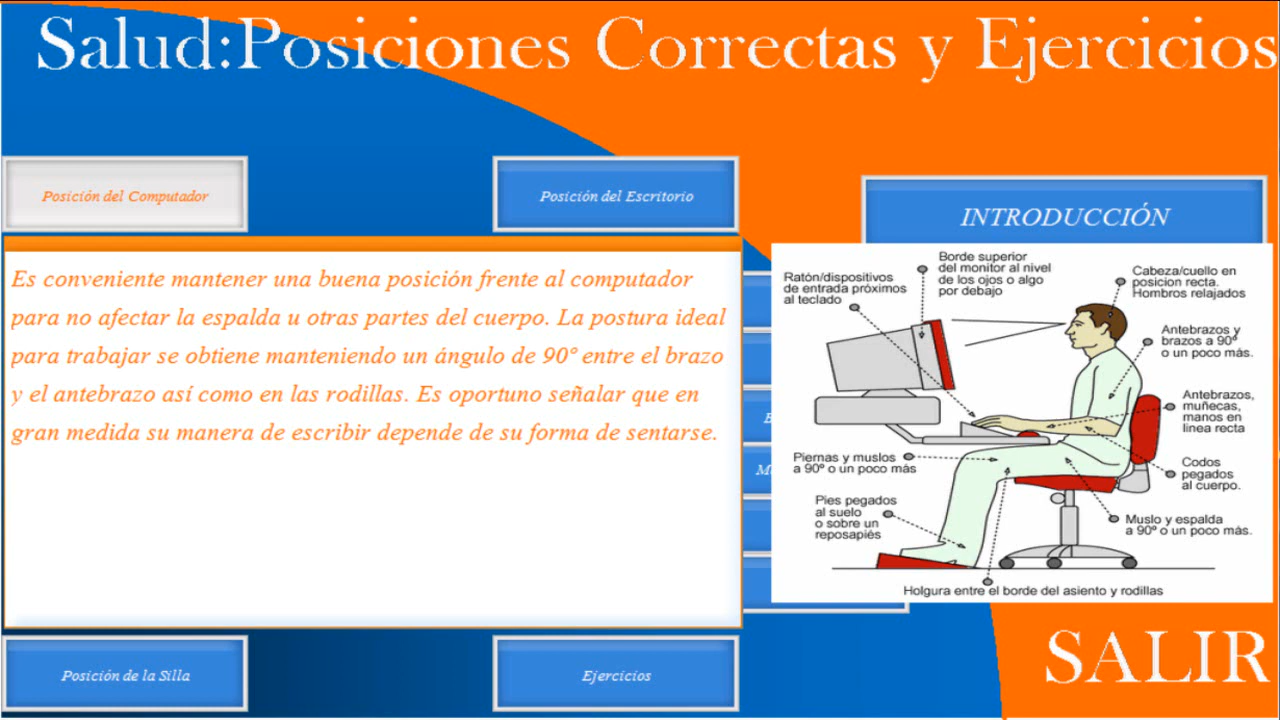 Salud:Posiciones Correctas y Ejercicios
Posición del Computador
Posición del Escritorio
INTRODUCCIÓN
Es conveniente mantener una buena posición frente al computador
para no afectar la espalda u otras partes del cuerpo. La postura ideal
para trabajar se obtiene manteniendo un ángulo de 90º entre el brazo
y el antebrazo así como en las rodillas. Es oportuno señalar que en
gran medida su manera de escribir depende de su forma de sentarse.
Ratón/dispositivos
de entrada próximos
al teclado
Borde superior
del monitor al nivel
de los ojos o algo
por debajo
Cabeza/cuello en
posicion recta.
Hombros relajados
Antebrazos y
brazos a 90º
o un poco más.
Antebrazos,
muñecas,
manos en
linea recta
Codos
pegados
al cuerpo.
Muslo y espalda
a 90º o un poco más.
Piernas y muslos
a 90º o un poco más
Pies pegados
al suelo
o sobre un
reposapiés
Holgura entre el borde del asiento y rodillas
Posición de la Silla
Ejercicios
SALIR